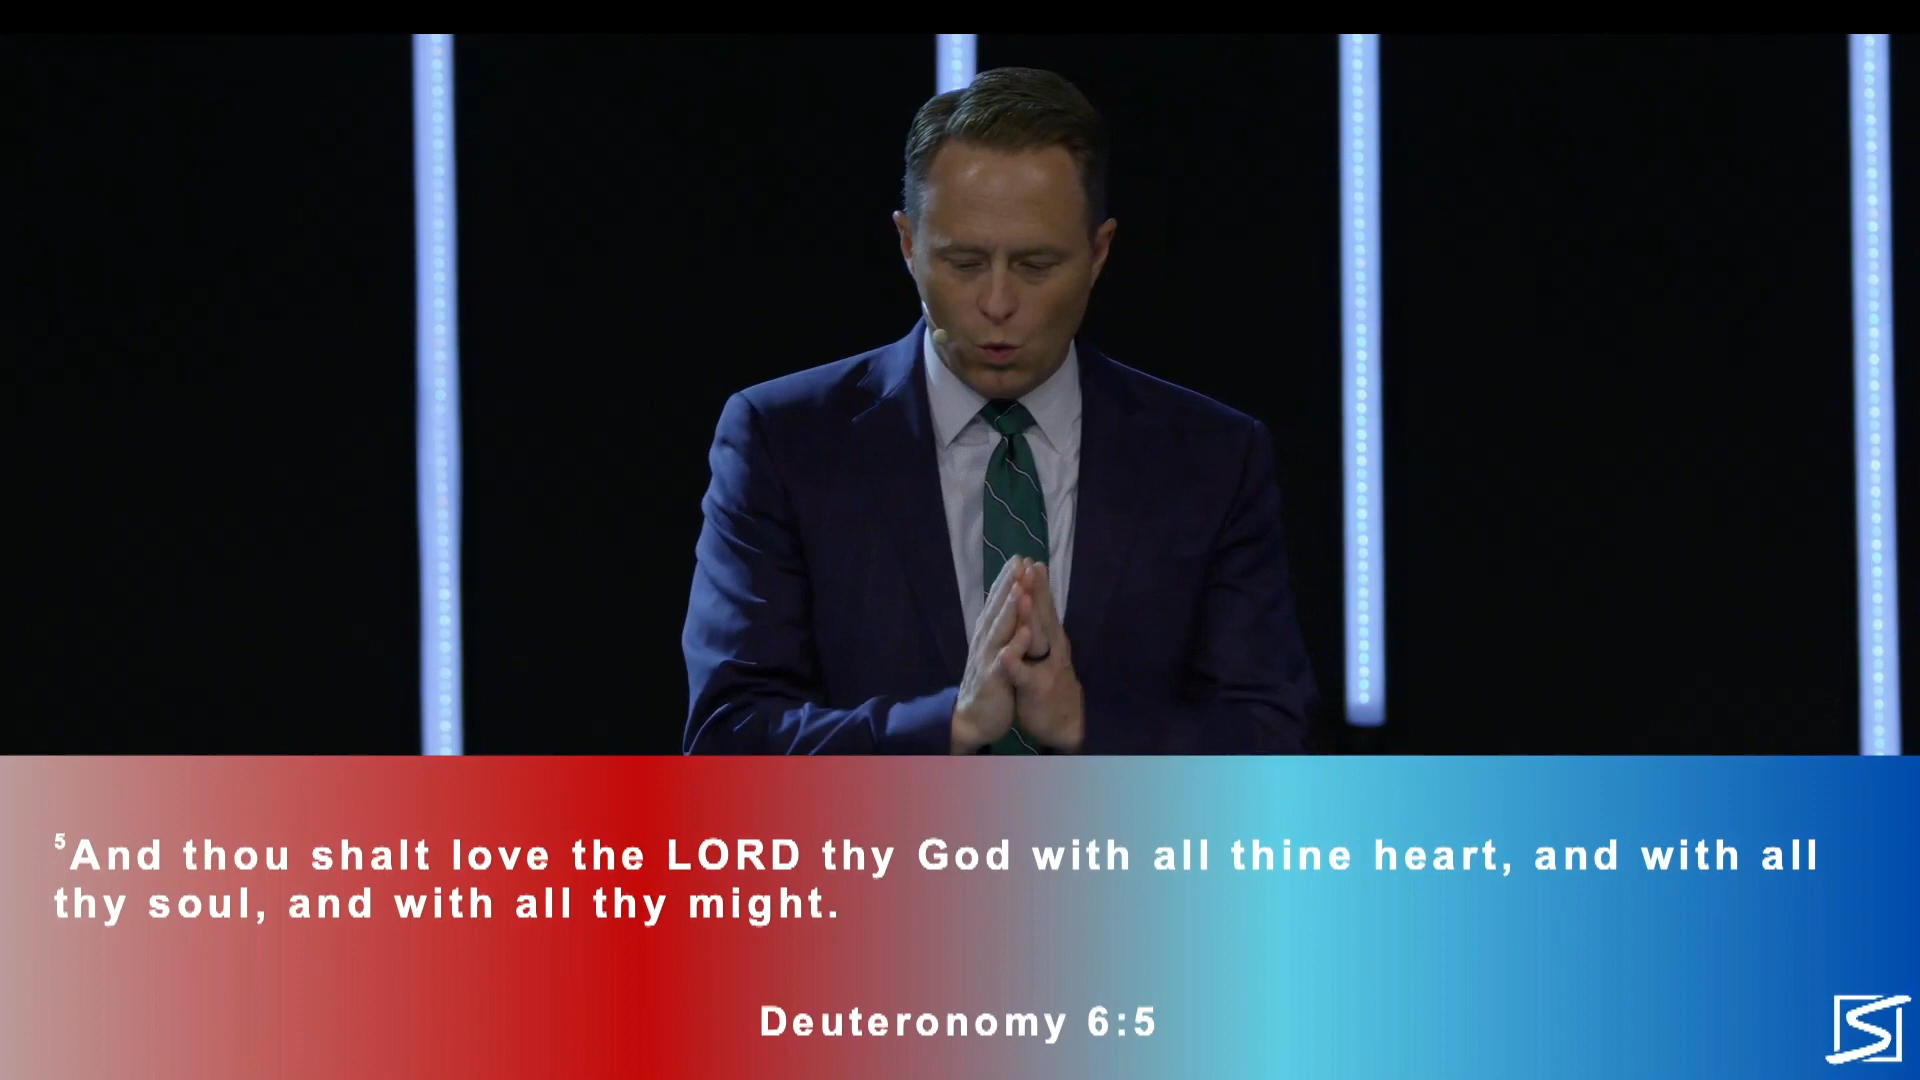 ⁵And thou shalt love the LORD thy God with all thine heart, and with all
thy soul, and with all thy might.
Deuteronomy 6:5
S